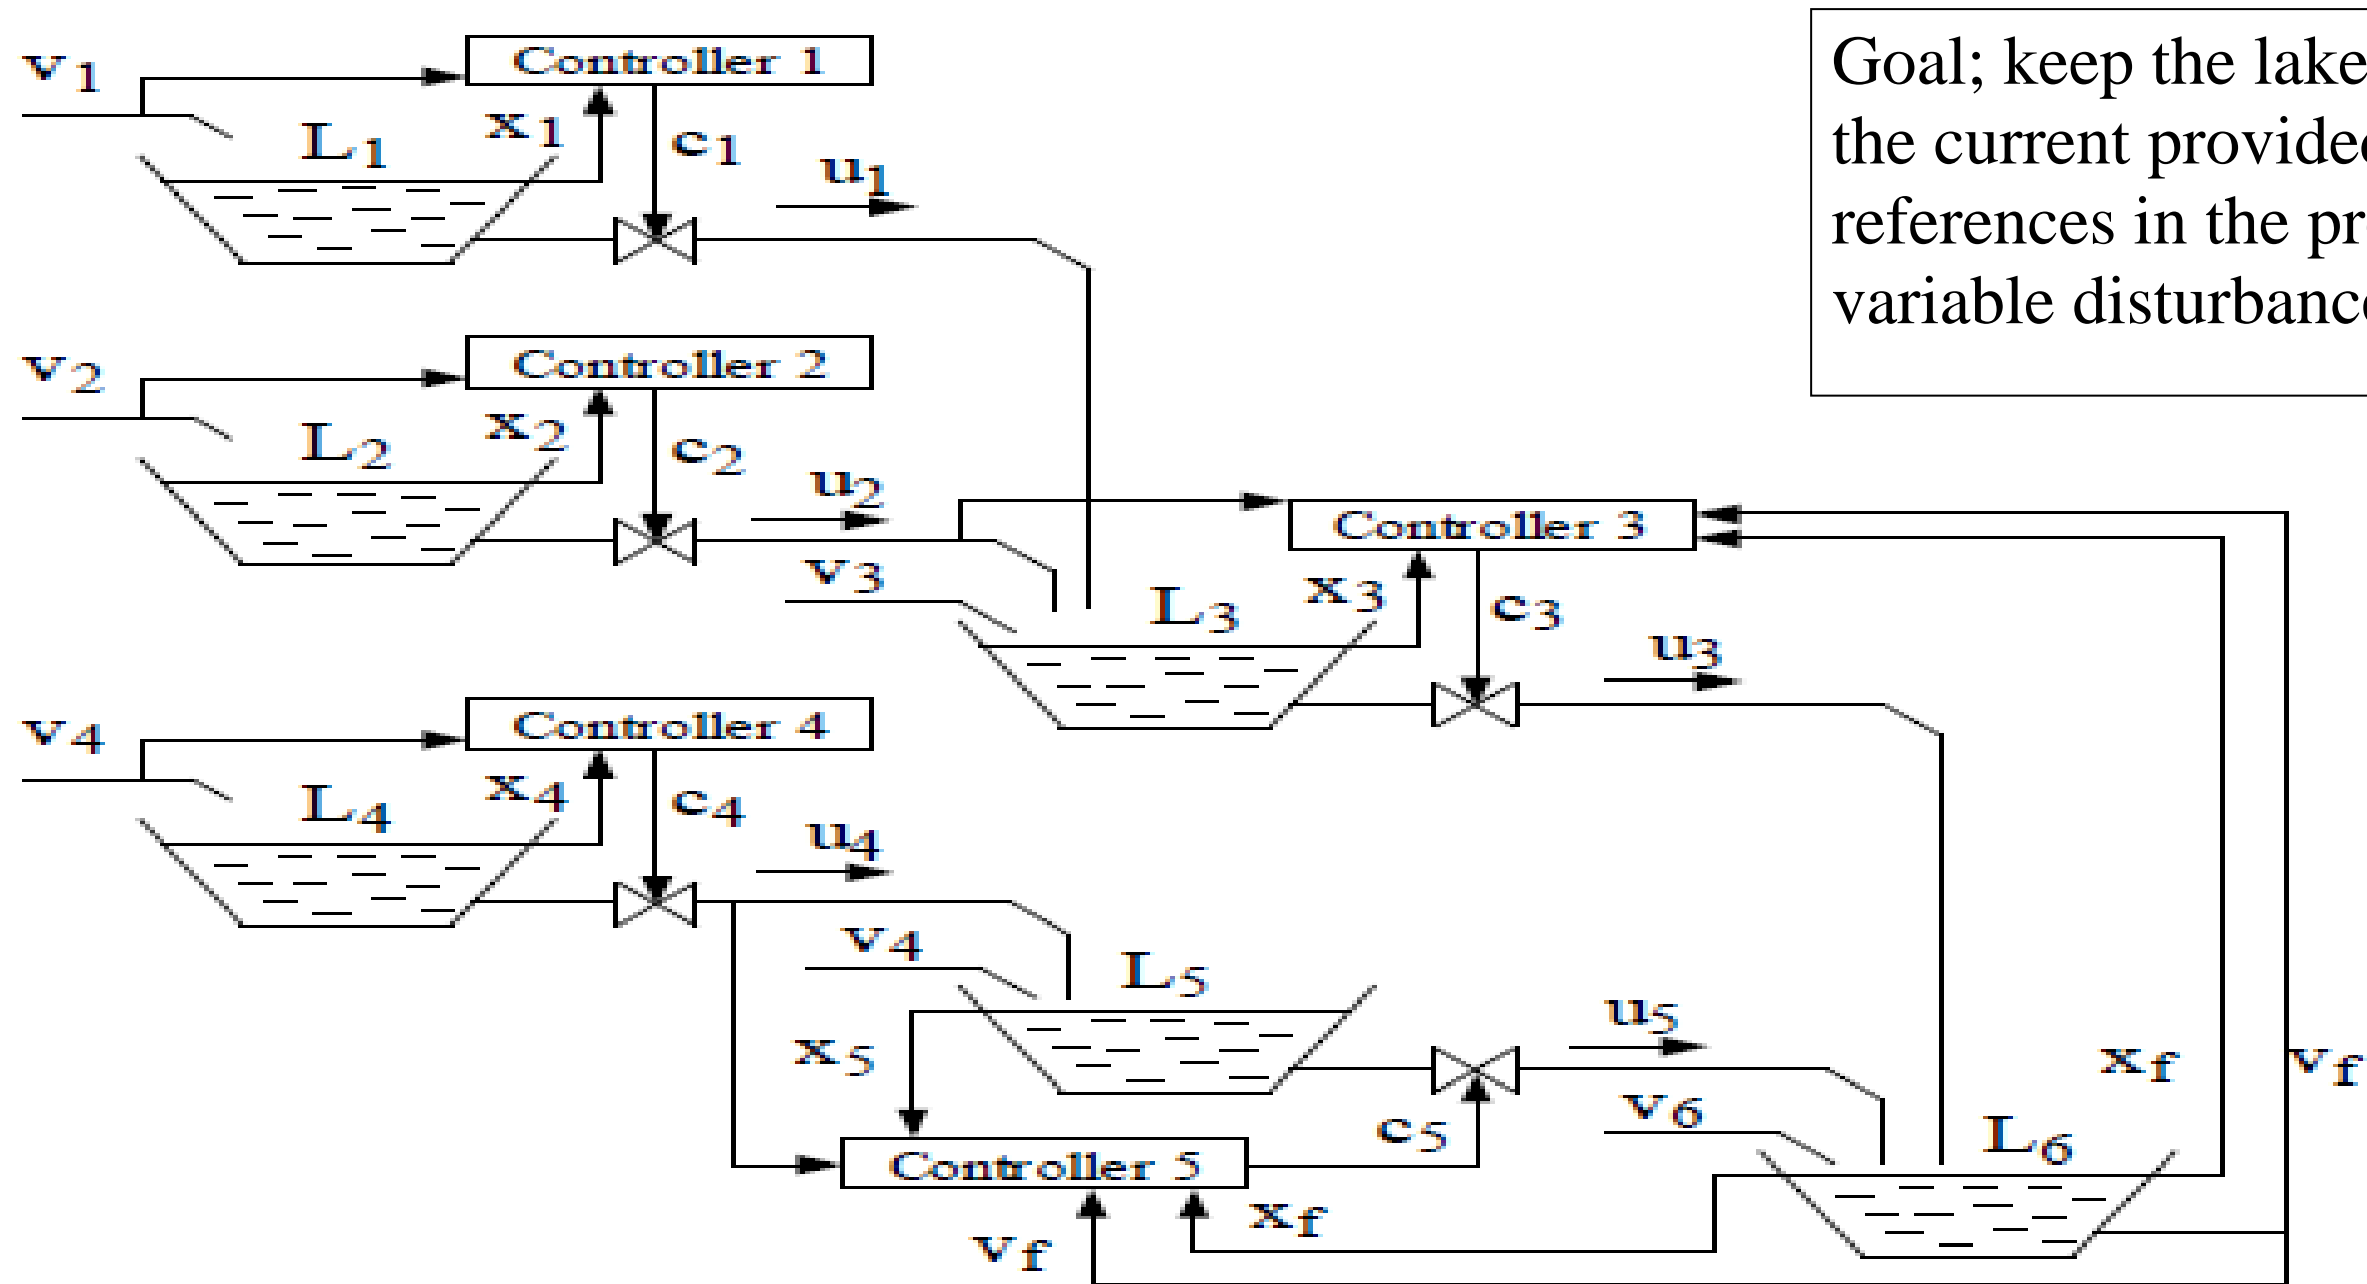 Goal; keep the lake
the current provided
references in the pr
variable disturbance
v1
Controller 1
L1
x1
c1
u1
v2
Controller 2
L2
x2
c2
u2
v3
Controller 3
L3
x3
c3
u3
v4
Controller 4
L4
x4
c4
u4
v4
L5
x5
u5
v6
c5
Controller 5
L6
xf
vf
xf
vf